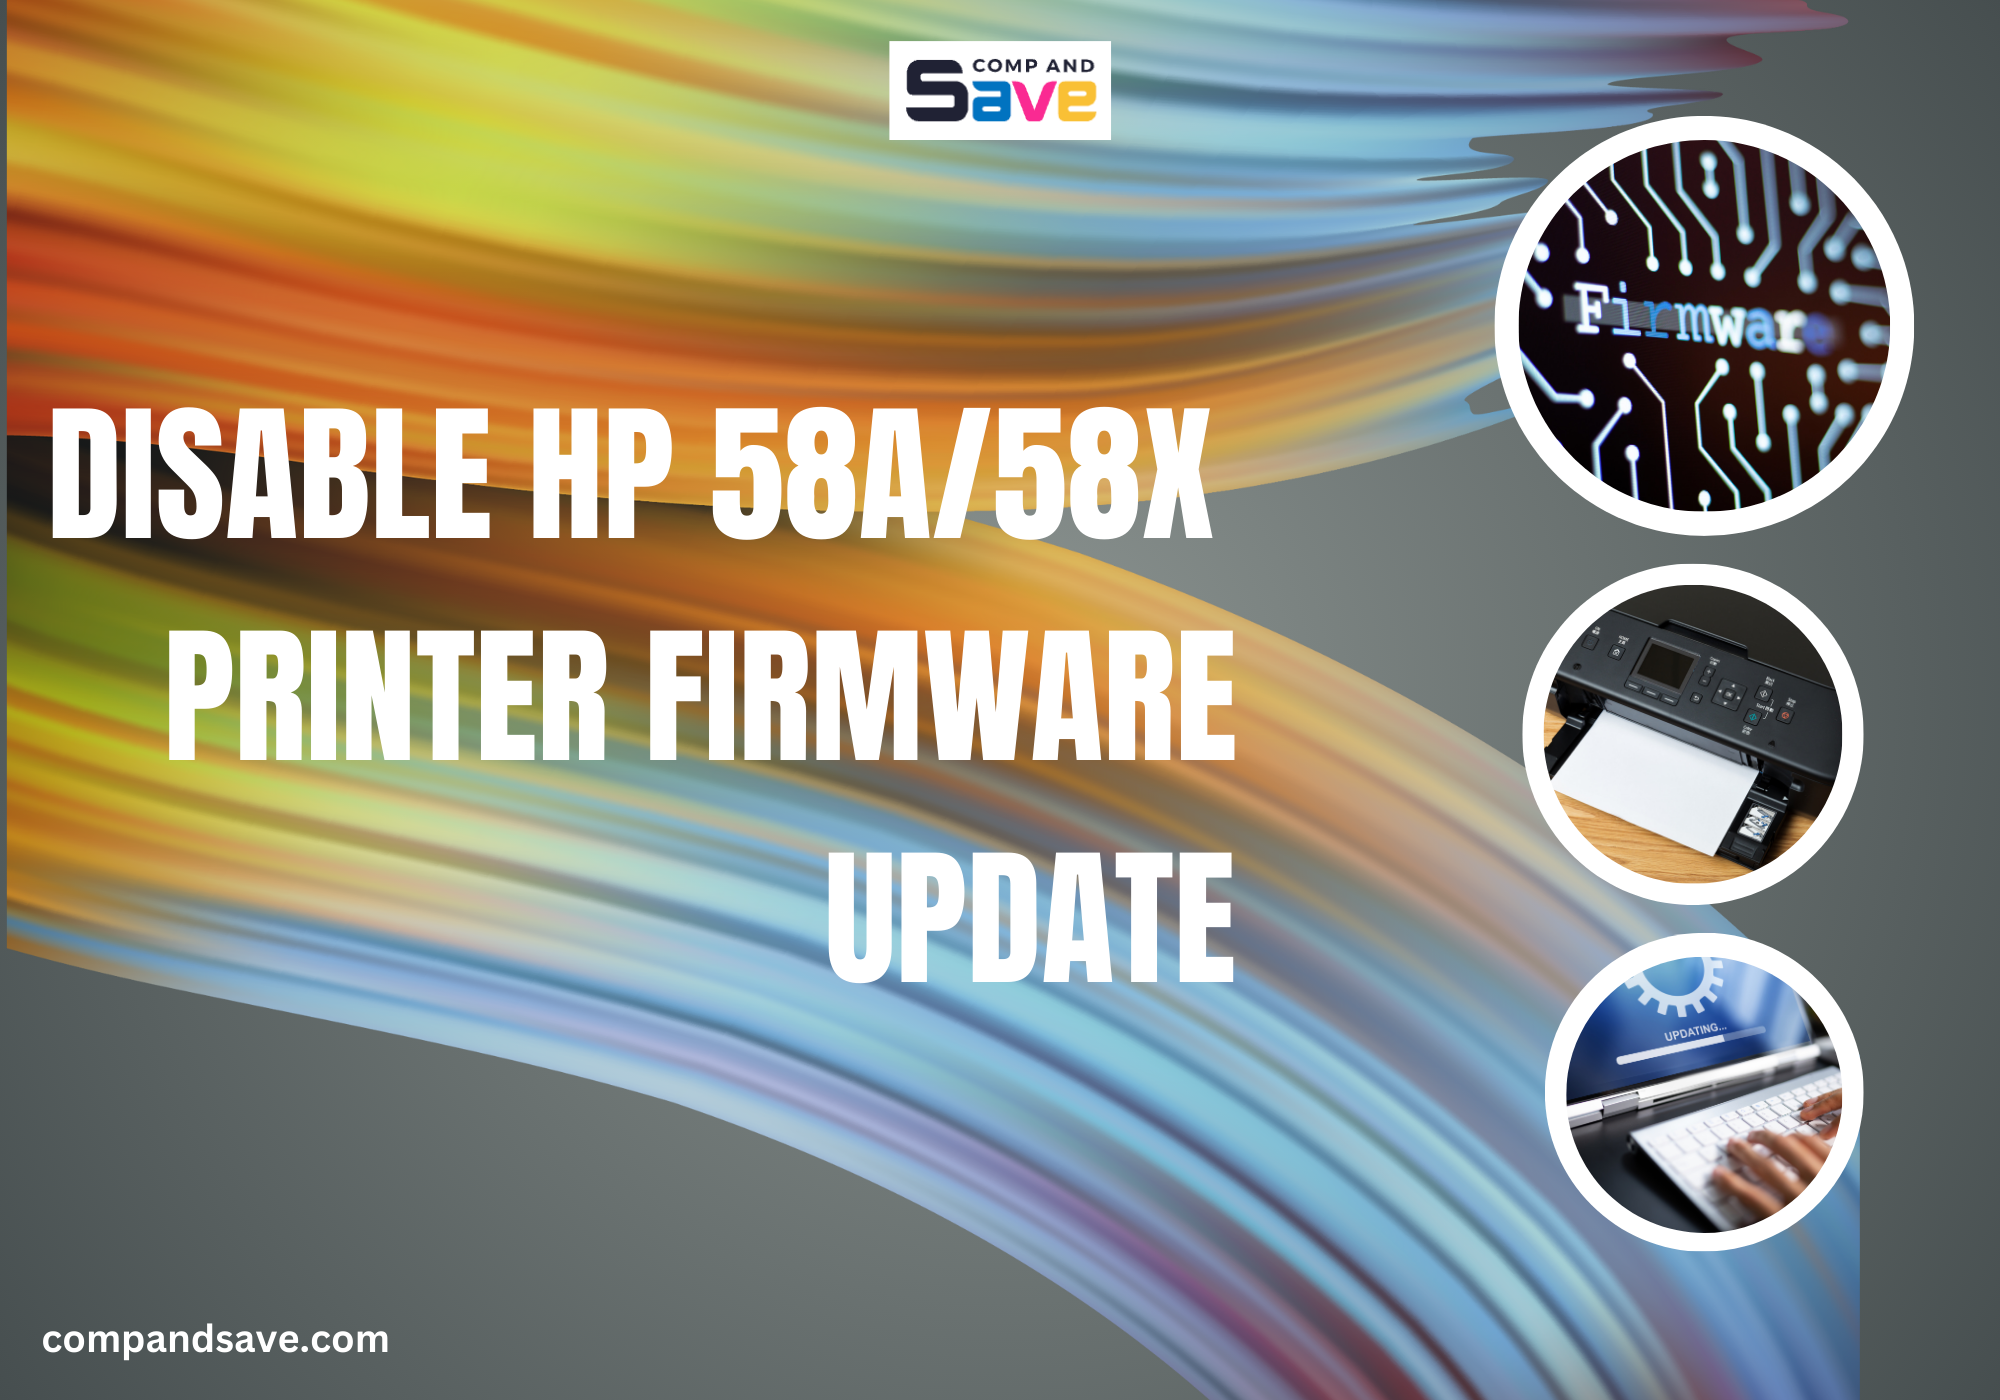 COMP AND
Save
DISABLE HP 58A/58X
PRINTER FIRMWARE
UPDATE
Firmware
UPDATING...
compandsave.com